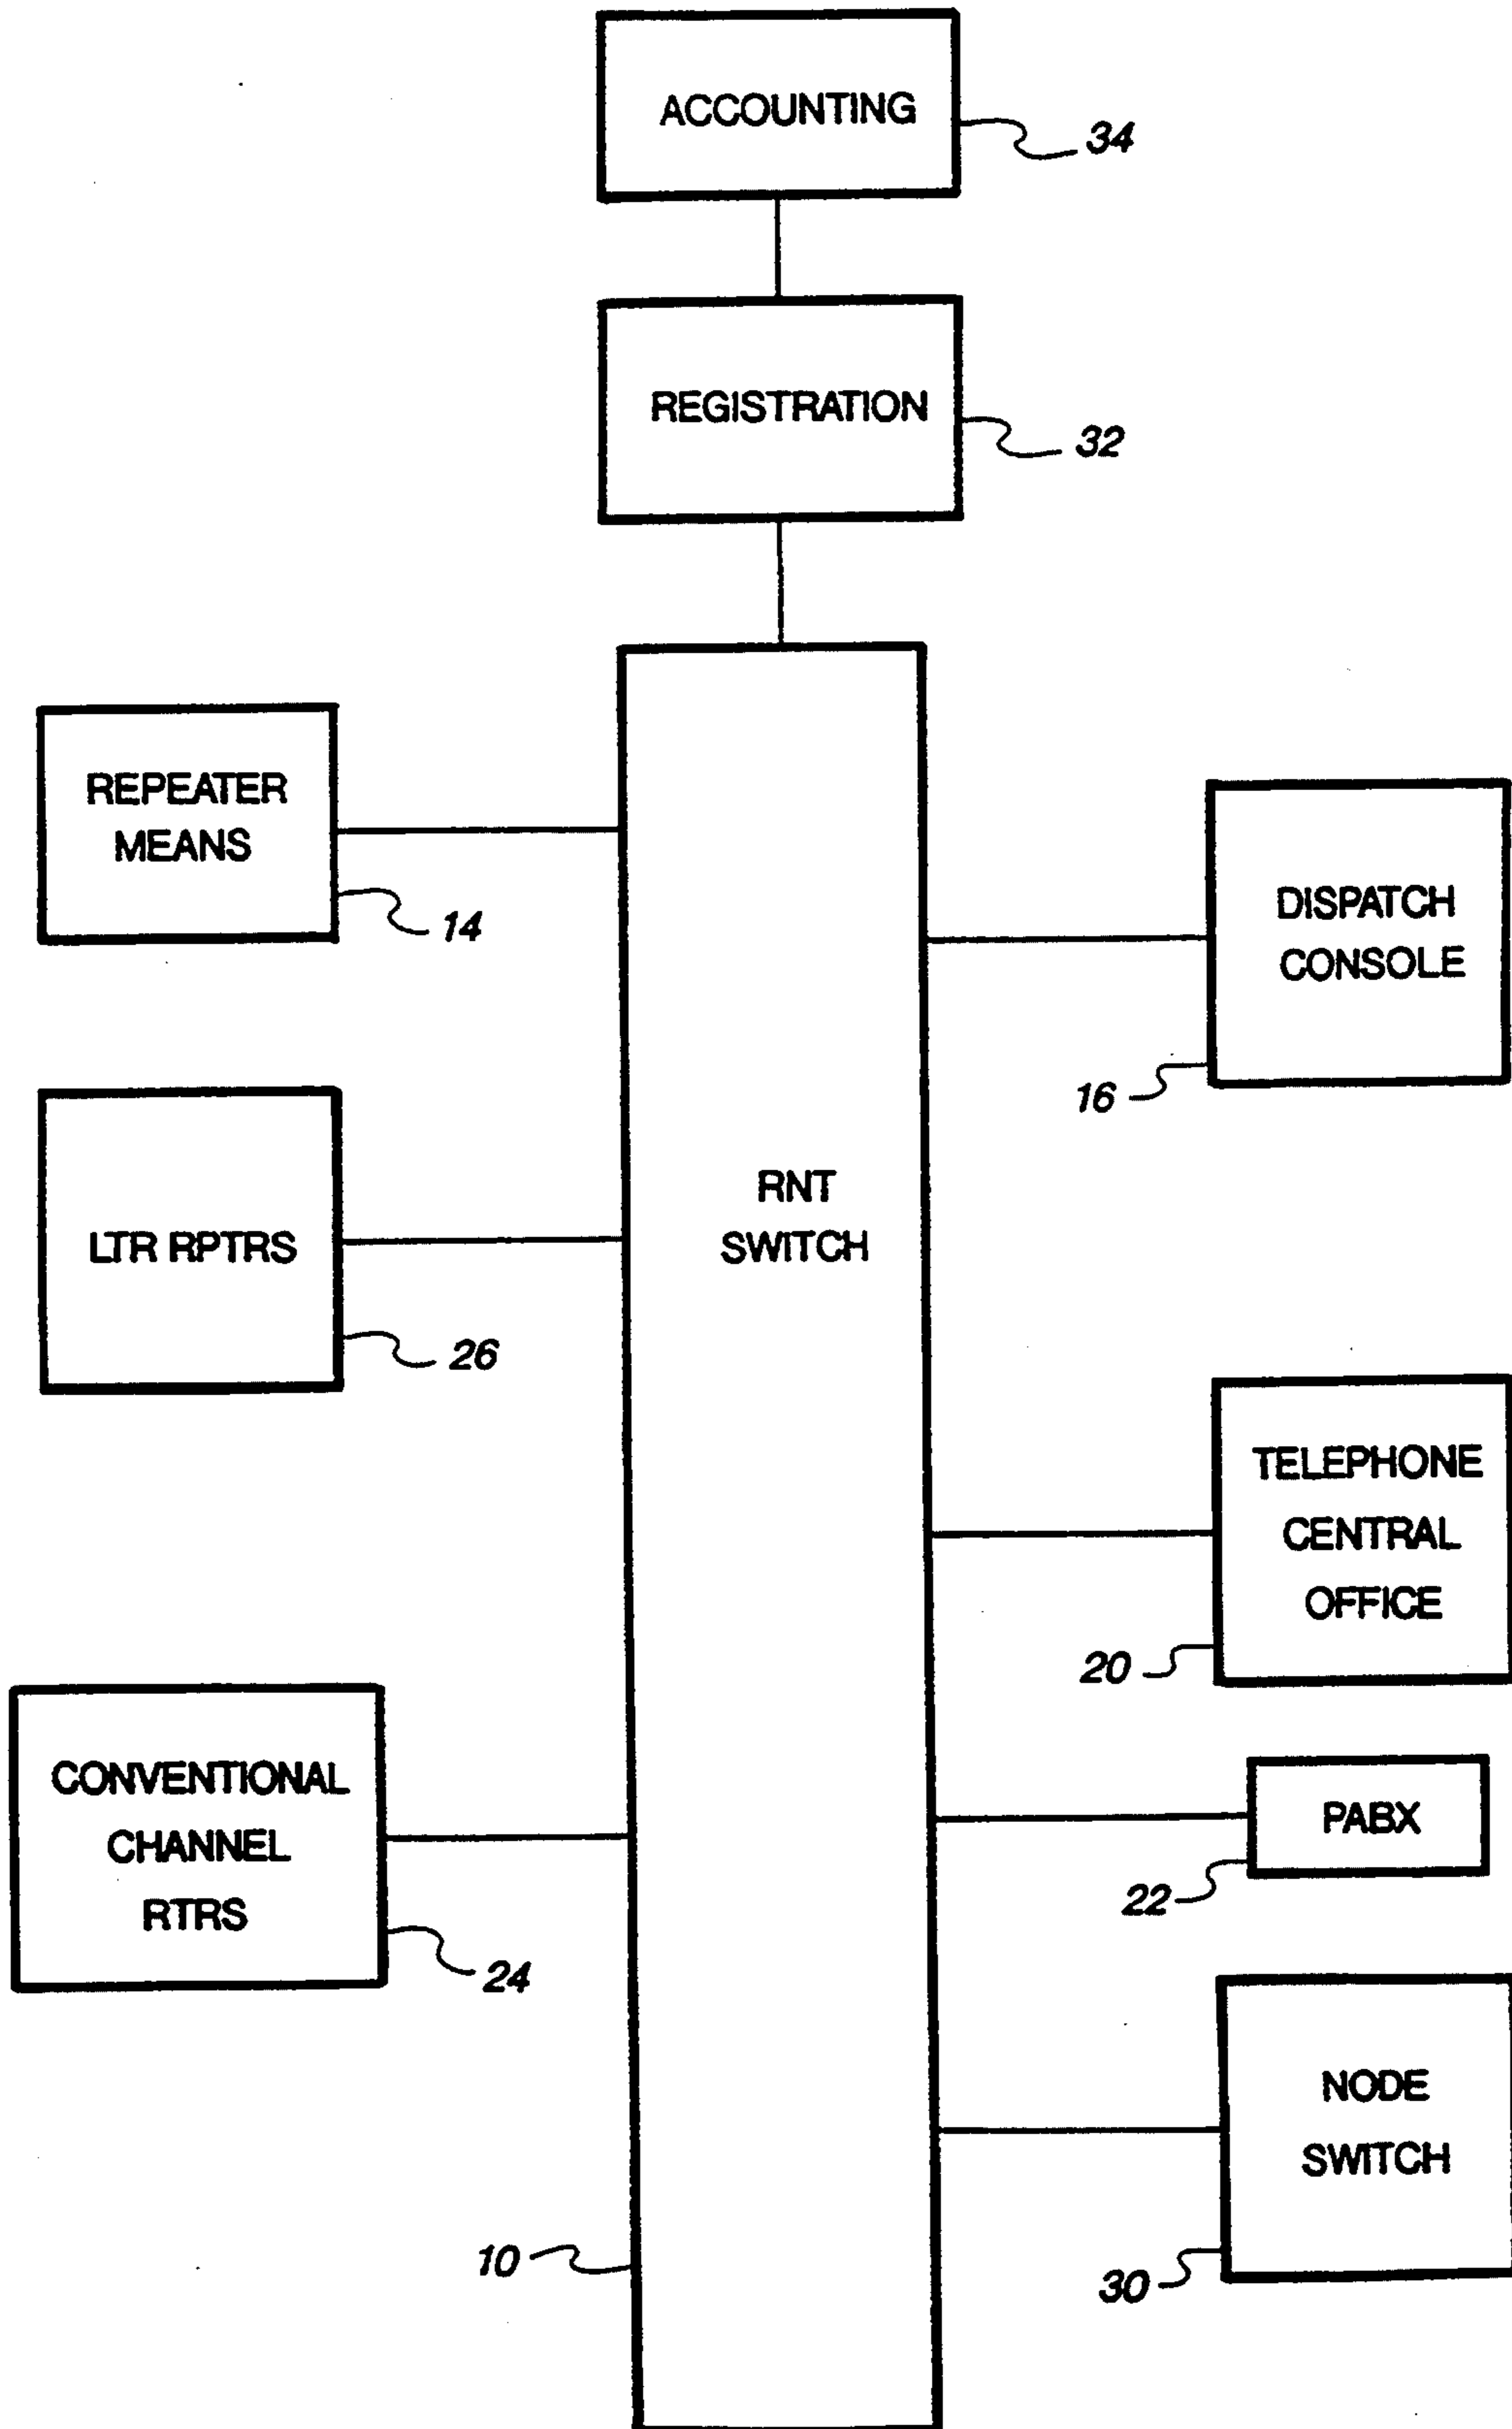 ACCOUNTING
34
REGISTRATION
32
REPEATER
MEANS
14
DISPATCH
CONSOLE
16
LTR RPTRS
26
RNT
SWITCH
TELEPHONE
CENTRAL
OFFICE
20
CONVENTIONAL
CHANNEL
RTRS
24
PABX
22
NODE
SWITCH
30
10